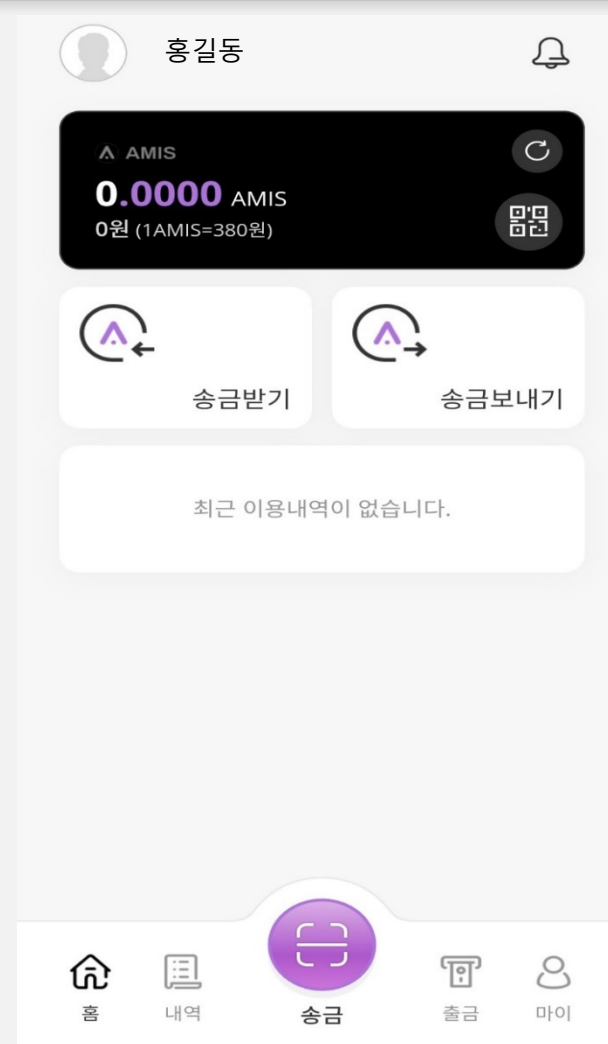 홍길동
AMIS
0.0000 AMIS
0원 (1AMIS=380원)
송금받기
송금보내기
최근 이용내역이 없습니다.
홈
내역
송금
출금
마이